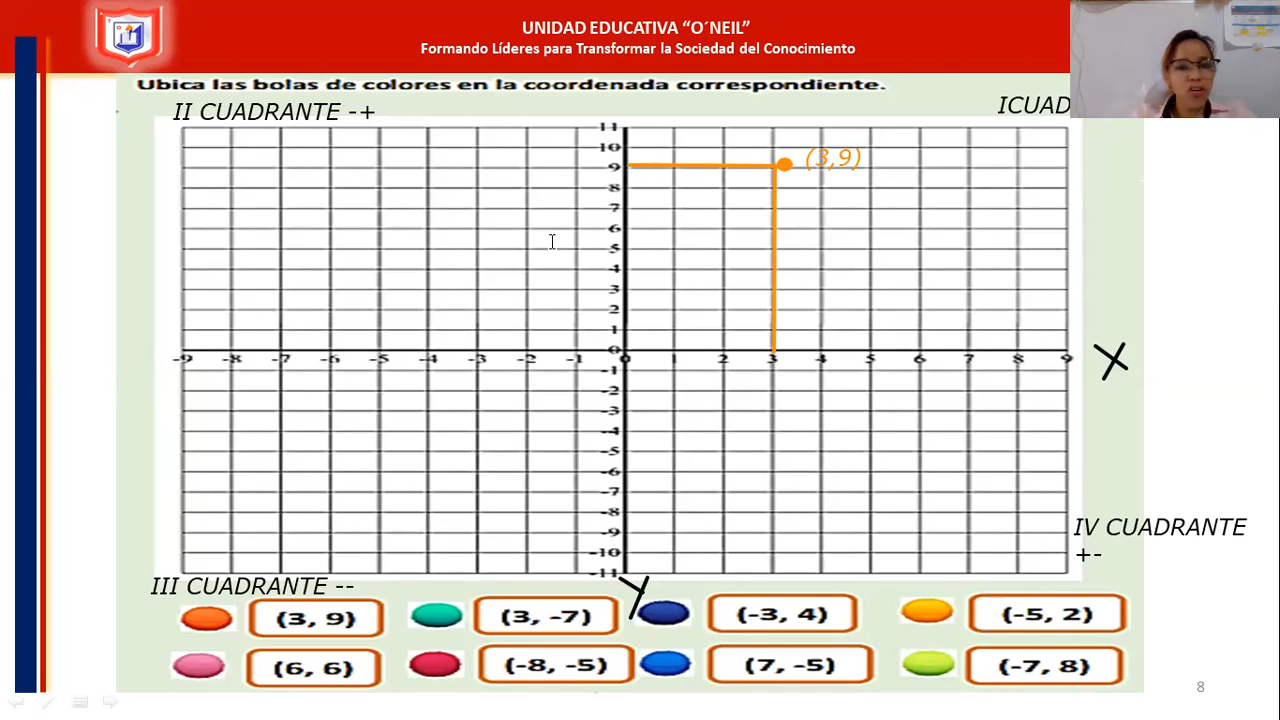 UNIDAD EDUCATIVA “O´NEIL”
Formando Líderes para Transformar la Sociedad del Conocimiento
Ubica las bolas de colores en la coordenada correspondiente.
II CUADRANTE -+
ICUAD
11
10
9
(3,9)
8
7
6
5
4
3
2
1
0
-9 -8 -7 -6 -5 -4 -3 -2 -1 0 1 2 3 4 5 6 7 8 9
X
-1
-2
-3
-4
-5
-6
-7
-8
-9
-10
-11
IV CUADRANTE
+-
III CUADRANTE --
Y
(3, 9) (3, -7) (-3, 4) (-5, 2)
(6, 6) (-8, -5) (7, -5) (-7, 8)
8